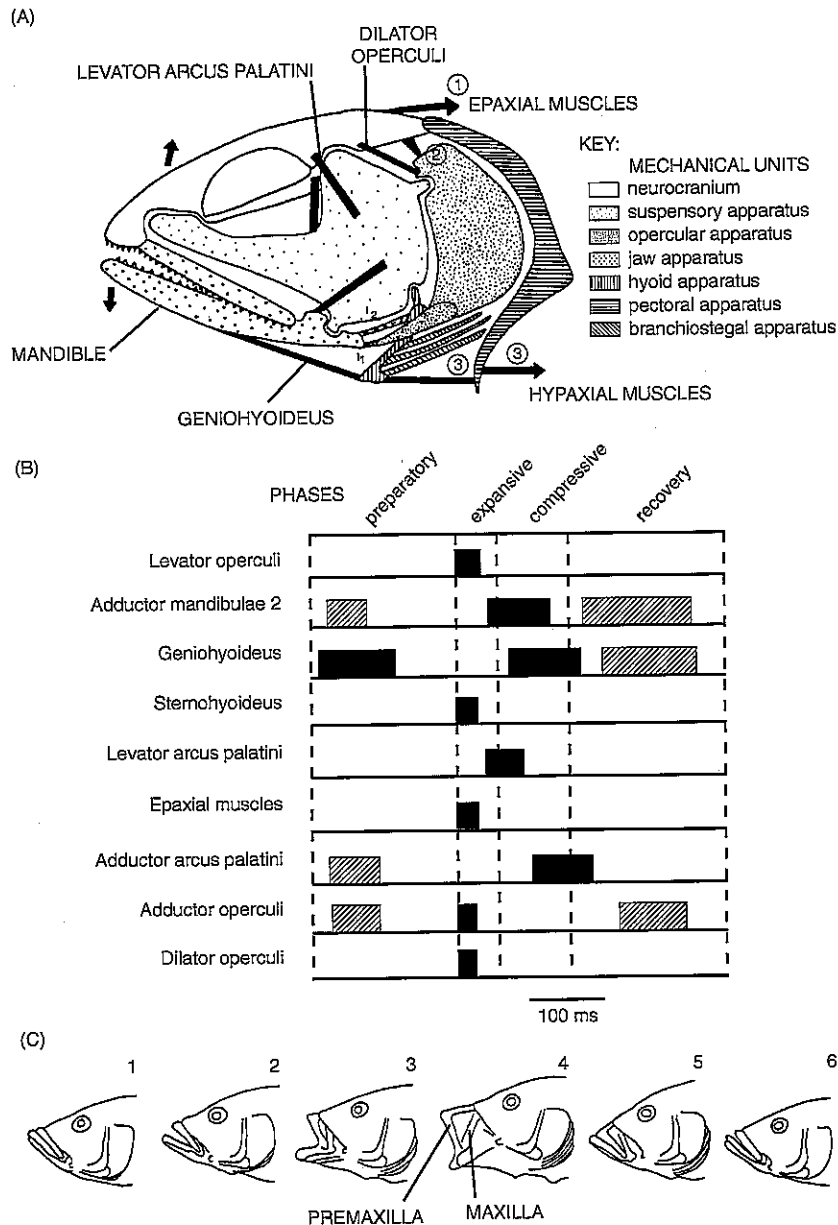 (A)
DILATOR
OPERCULI
LEVATOR ARCUS PALATINI
1
EPAXIAL MUSCLES
2
KEY:
MECHANICAL UNITS
neurocranium
suspensory apparatus
opercular apparatus
jaw apparatus
hyoid apparatus
pectoral apparatus
branchiostegal apparatus
MANDIBLE
l2
l1
3
3
GENIOHYOIDEUS
HYPAXIAL MUSCLES
(B)
PHASES
preparatory
expansive
compressive
recovery
Levator operculi
Adductor mandibulae 2
Geniohyoideus
Sternohyoideus
Levator arcus palatini
Epaxial muscles
Adductor arcus palatini
Adductor operculi
Dilator operculi
100 ms
(C)
1
2
3
4
5
6
PREMAXILLA
MAXILLA